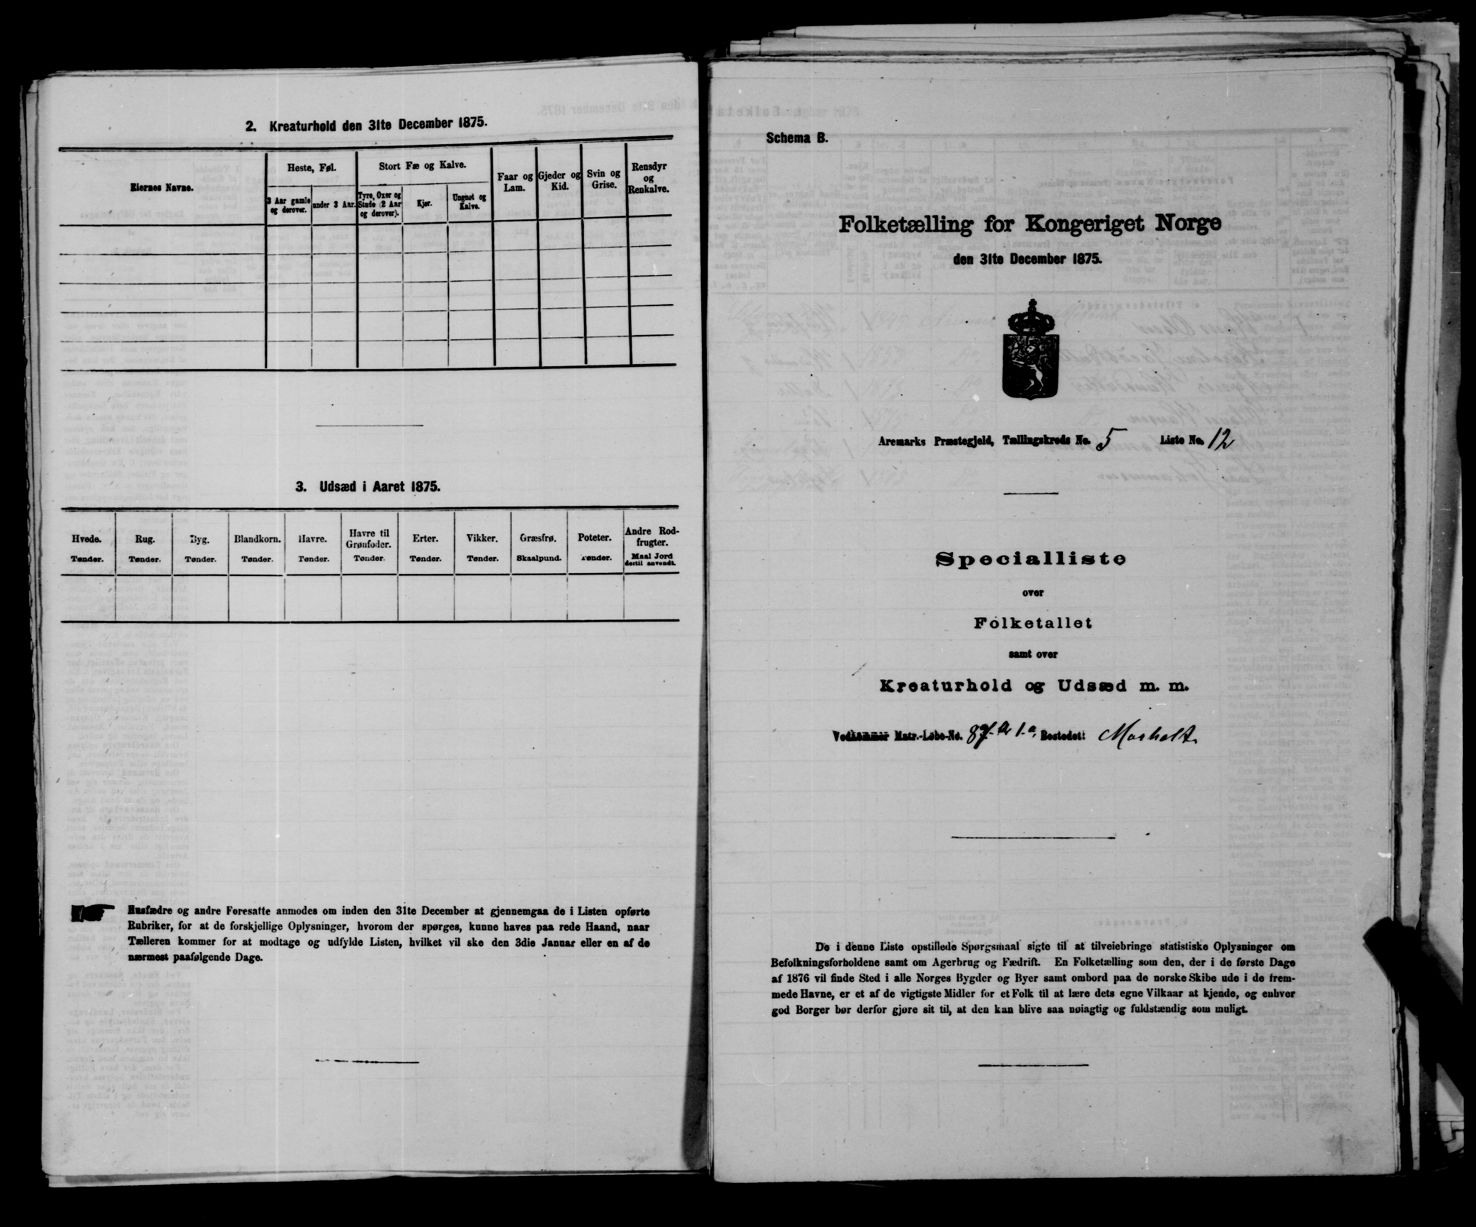 2. Kreaturhold den 31te December 1875.
Eiernes Navne.
Heste, Føl.
3 Aar gamle og derover.
under 3 Aar.
Stort Fæ og Kalve.
Tyre, Oxer og Stude (2 Aar og derover).
Kjør.
Ungnøt og Kalve.
Faar og Lam.
Gjeder og Kid.
Svin og Grise.
Rensdyr og Renkalve.
3. Udsæd i Aaret 1875.
Hvede. Rug. Byg. Blandkorn. Havre. Havre til Grønfoder. Erter. Vikker. Græsfrø. Poteter. Andre Rodfrugter.
Tønder. Tønder. Tønder. Tønder. Tønder. Tønder. Tønder. Tønder. Skaalpund. Tønder. Maal Jord dertil anvendt.
Husfædre og andre Foresatte anmodes om inden den 31te December at gjennemgaa de i Listen opførte
Rubriker, for at de forskjellige Oplysninger, hvorom der spørges, kunne haves paa rede Haand, naar
Tælleren kommer for at modtage og udfylde Listen, hvilket vil ske den 3die Januar eller en af de
nærmest paafølgende Dage.
Schema B.
Folketælling for Kongeriget Norge
den 31te December 1875.
Aremarks Præstegjeld, Tællingskreds No. 5 Liste No. 12
Specialliste
over
Folketallet
samt over
Kreaturhold og Udsæd m. m.
Vedkommer Matr.-Løbe-No. Bostedet:
De i denne Liste opstillede Spørgsmaal sigte til at tilveiebringe statistiske Oplysninger om
Befolkningsforholdene samt om Agerbrug og Fædrift. En Folketælling som den, der i de første Dage
af 1876 vil finde Sted i alle Norges Bygder og Byer samt ombord paa de norske Skibe ude i de frem-
mede Havne, er et af de vigtigste Midler for et Folk til at lære dets egne Vilkaar at kjende, og enhver
god Borger bør derfor gjøre sit til, at den kan blive saa nøiagtig og fuldstændig som muligt.